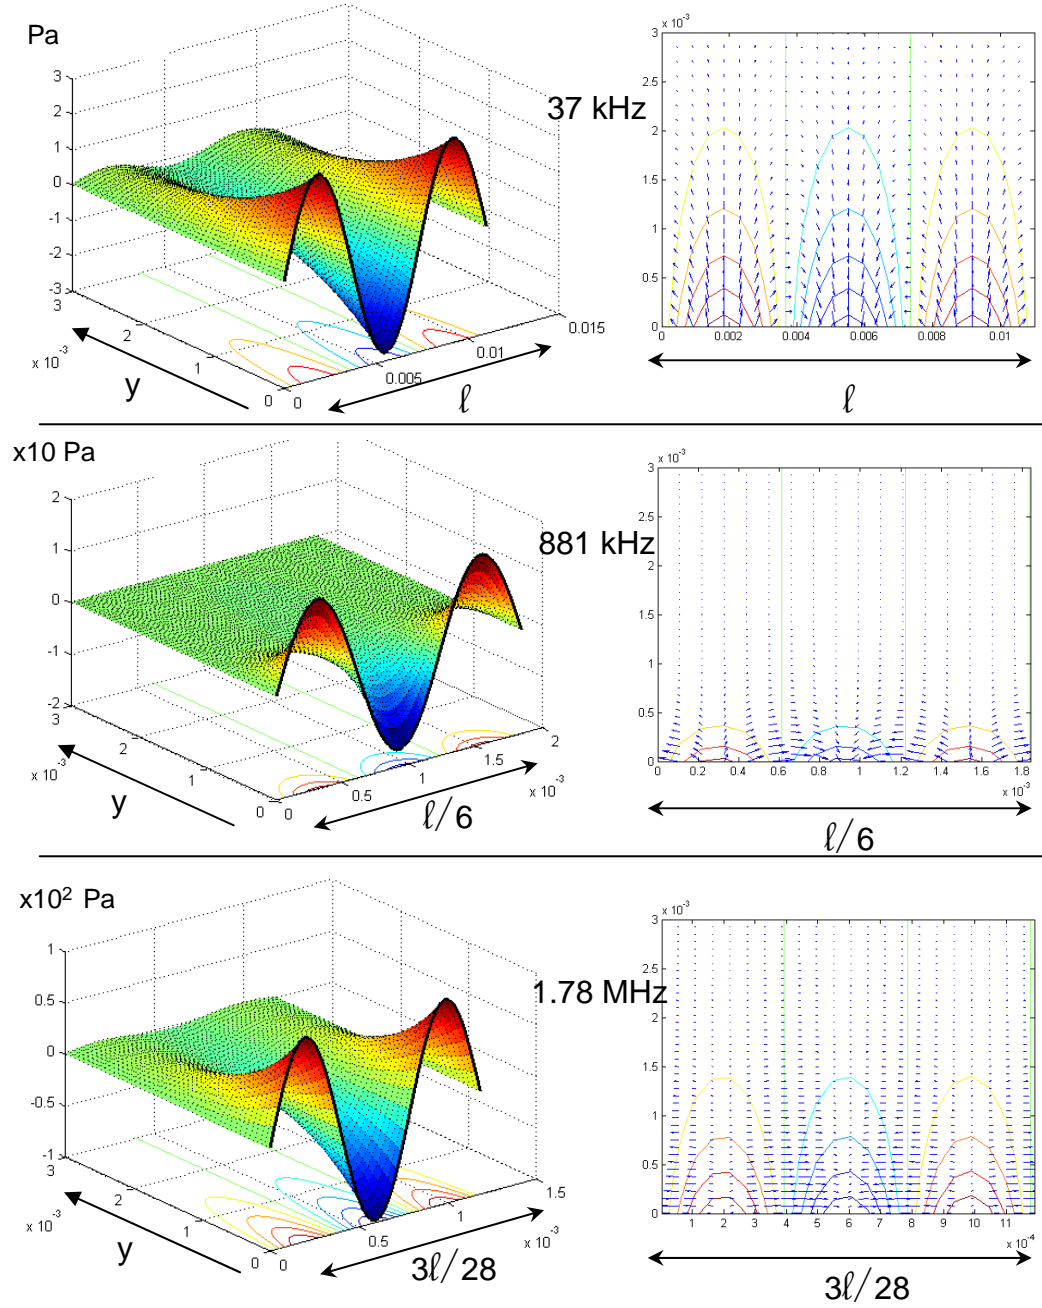 Pa
3
2
1
0
-1
-2
-3
3
2
1
0
x 10⁻³
y
0
0.005
0.01
0.015
ℓ
37 kHz
x 10⁻³
3
2.5
2
1.5
1
0.5
0
0 0.002 0.004 0.006 0.008 0.01
ℓ
x10 Pa
2
1
0
-1
-2
3
2
1
0
x 10⁻³
y
0
0.5
1
1.5
2
x 10⁻³
ℓ/6
881 kHz
x 10⁻³
3
2.5
2
1.5
1
0.5
0
0 0.2 0.4 0.6 0.8 1 1.2 1.4 1.6 1.8
x 10⁻³
ℓ/6
x10² Pa
1
0.5
0
-0.5
-1
3
2
1
0
x 10⁻³
y
0
0.5
1
1.5
x 10⁻³
3ℓ/28
1.78 MHz
x 10⁻³
3
2.5
2
1.5
1
0.5
0
1 2 3 4 5 6 7 8 9 10 11
x 10⁻⁴
3ℓ/28